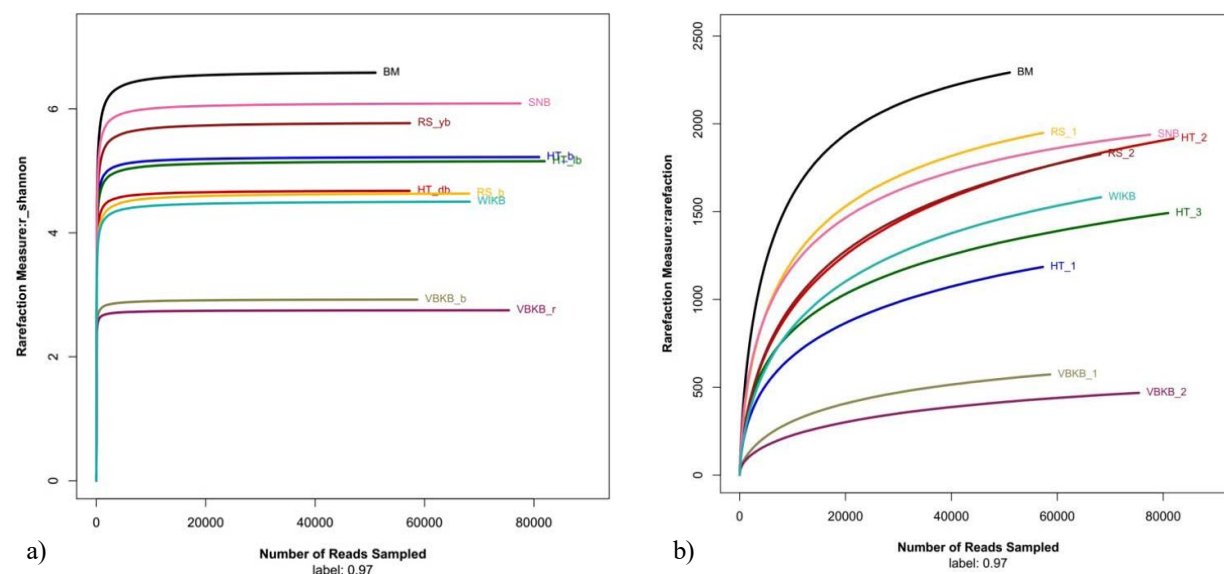 Rarefaction Measure:r_shannon
6
4
2
0
BM
SNB
RS_yb
HT_b
HT_lb
HT_db
RS_b
WIKB
VBKB_b
VBKB_r
0 20000 40000 60000 80000
Number of Reads Sampled
label: 0.97
a)
Rarefaction Measure:rarefaction
2500
2000
1500
1000
500
0
BM
RS_1
SNB
HT_2
RS_2
WIKB
HT_3
HT_1
VBKB_1
VBKB_2
0 20000 40000 60000 80000
Number of Reads Sampled
label: 0.97
b)